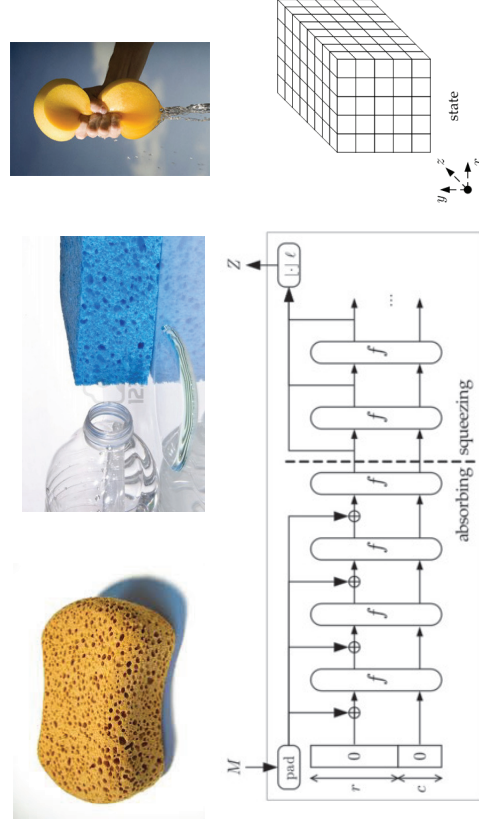 M
Z
pad
⌊·⌋ℓ
r
0
f f f f f f
...
c
0
absorbing squeezing
y
z
state